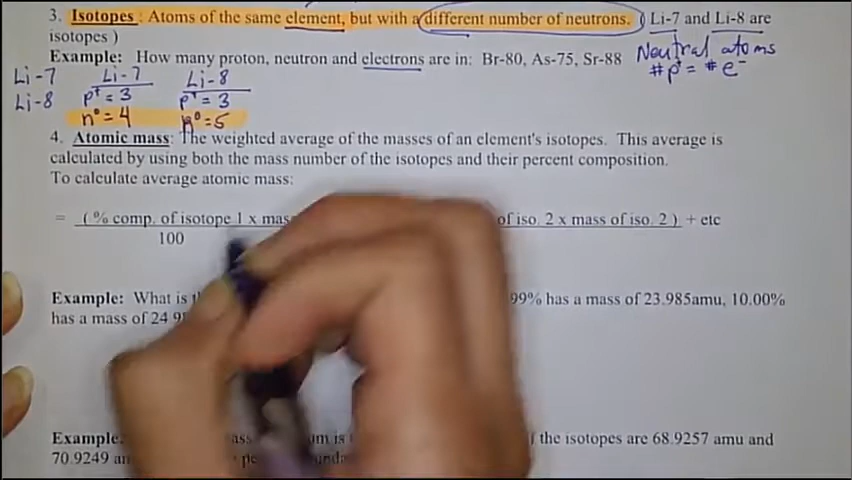 3. Isotopes : Atoms of the same element, but with a different number of neutrons. ( Li-7 and Li-8 are
isotopes )
Neutral atoms
#p⁺ = #e⁻
Example: How many proton, neutron and electrons are in: Br-80, As-75, Sr-88
Li-7 Li-7 Li-8
Li-8 p⁺ = 3 p⁺ = 3
n⁰ = 4 n⁰ = 5
4. Atomic mass: The weighted average of the masses of an element's isotopes. This average is
calculated by using both the mass number of the isotopes and their percent composition.
To calculate average atomic mass:
= ( % comp. of isotope 1 x mas of iso. 2 x mass of iso. 2 ) + etc
100
Example: What is 99% has a mass of 23.985amu, 10.00%
has a mass of 24.9
Example: the isotopes are 68.9257 amu and
70.9249